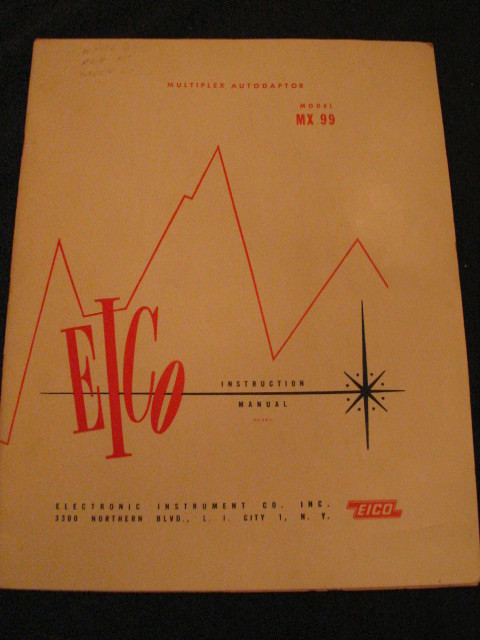 MULTIPLEX AUTODAPTOR
MODEL
MX 99
EICO
INSTRUCTION
MANUAL
ELECTRONIC INSTRUMENT CO. INC.
3300 NORTHERN BLVD., L. I. CITY 1, N. Y.
EICO